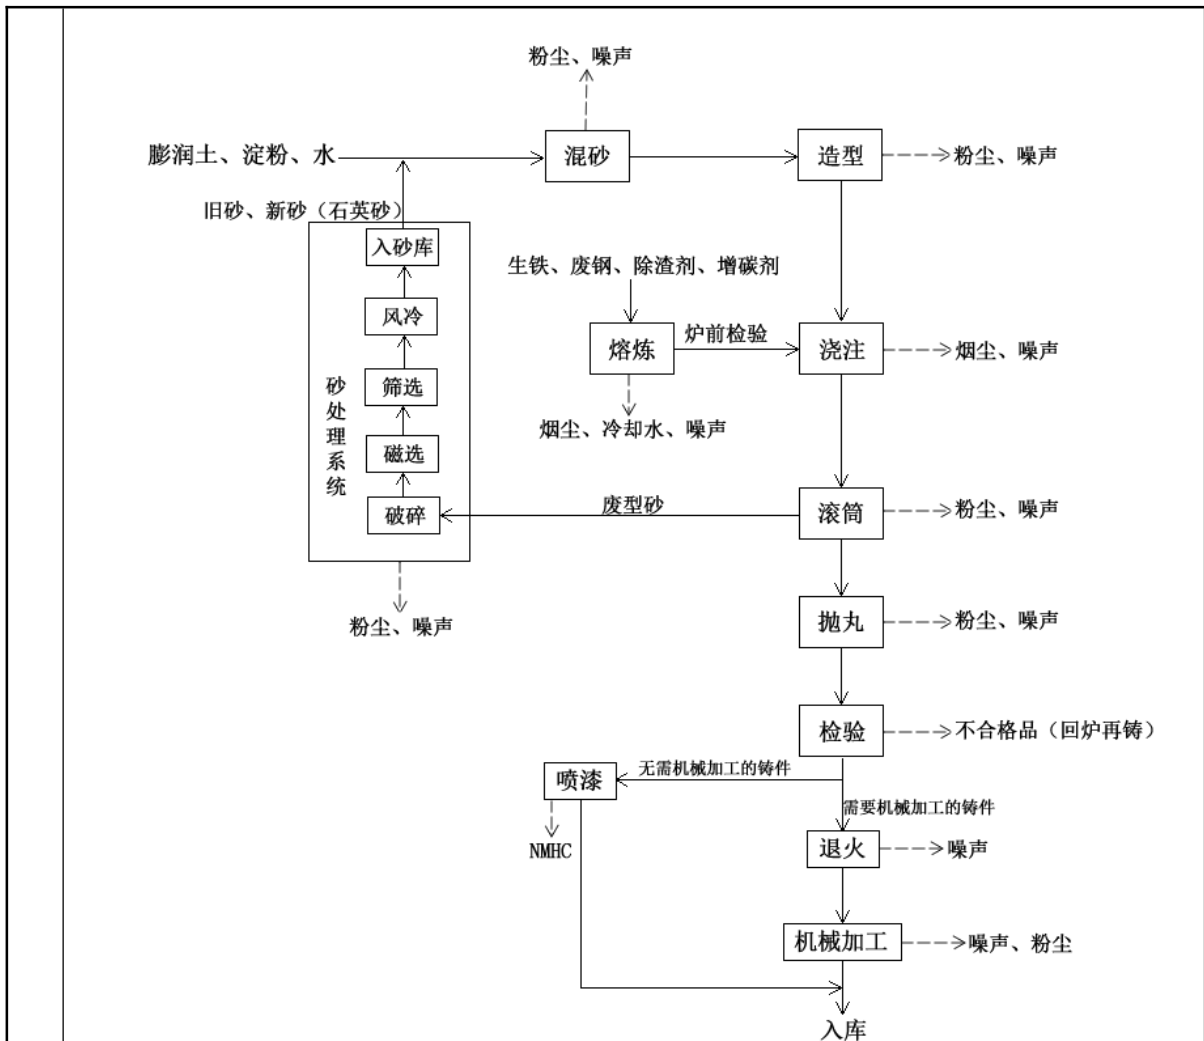 粉尘、噪声
膨润土、淀粉、水
混砂
造型
粉尘、噪声
旧砂、新砂（石英砂）
入砂库
生铁、废钢、除渣剂、增碳剂
风冷
熔炼
炉前检验
浇注
烟尘、噪声
砂处理系统
筛选
烟尘、冷却水、噪声
磁选
破碎
废型砂
滚筒
粉尘、噪声
粉尘、噪声
抛丸
粉尘、噪声
检验
不合格品（回炉再铸）
喷漆
无需机械加工的铸件
需要机械加工的铸件
NMHC
退火
噪声
机械加工
噪声、粉尘
入库